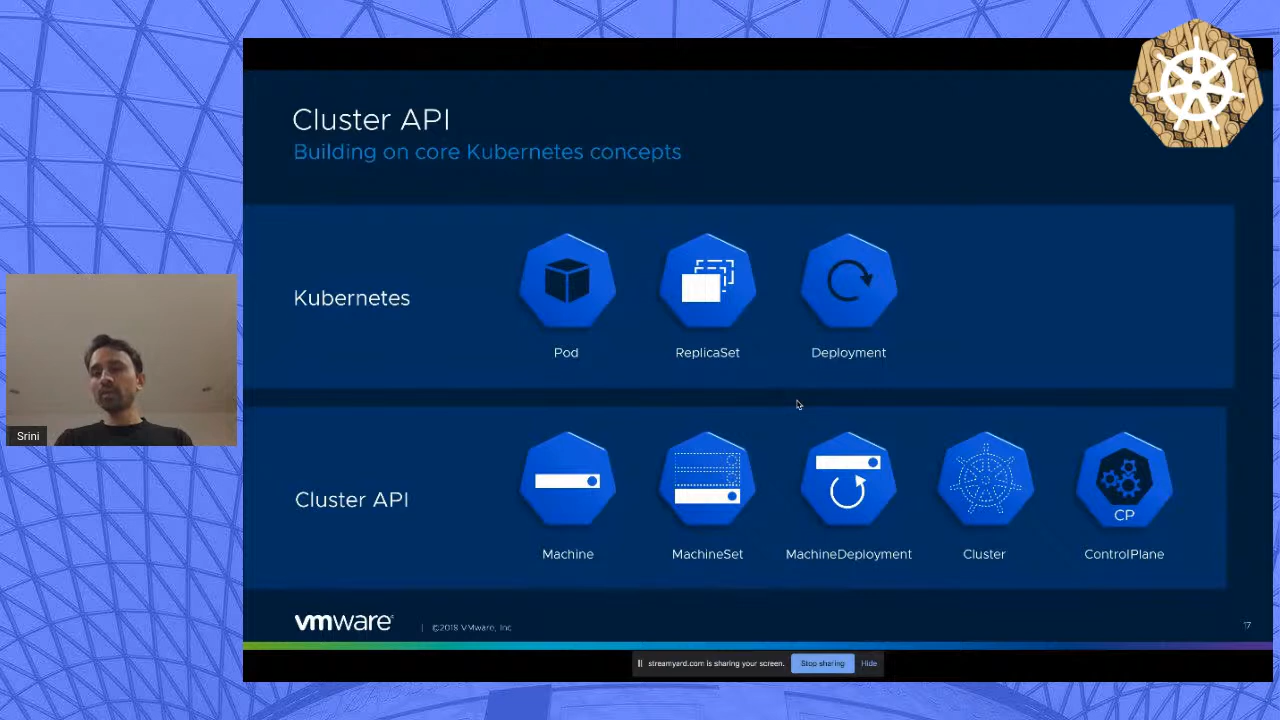 Cluster API
Building on core Kubernetes concepts
Kubernetes
Pod
ReplicaSet
Deployment
Srini
Cluster API
CP
Machine
MachineSet
MachineDeployment
Cluster
ControlPlane
vmware
| ©2019 VMware, Inc
17
streamyard.com is sharing your screen.
Stop sharing
Hide